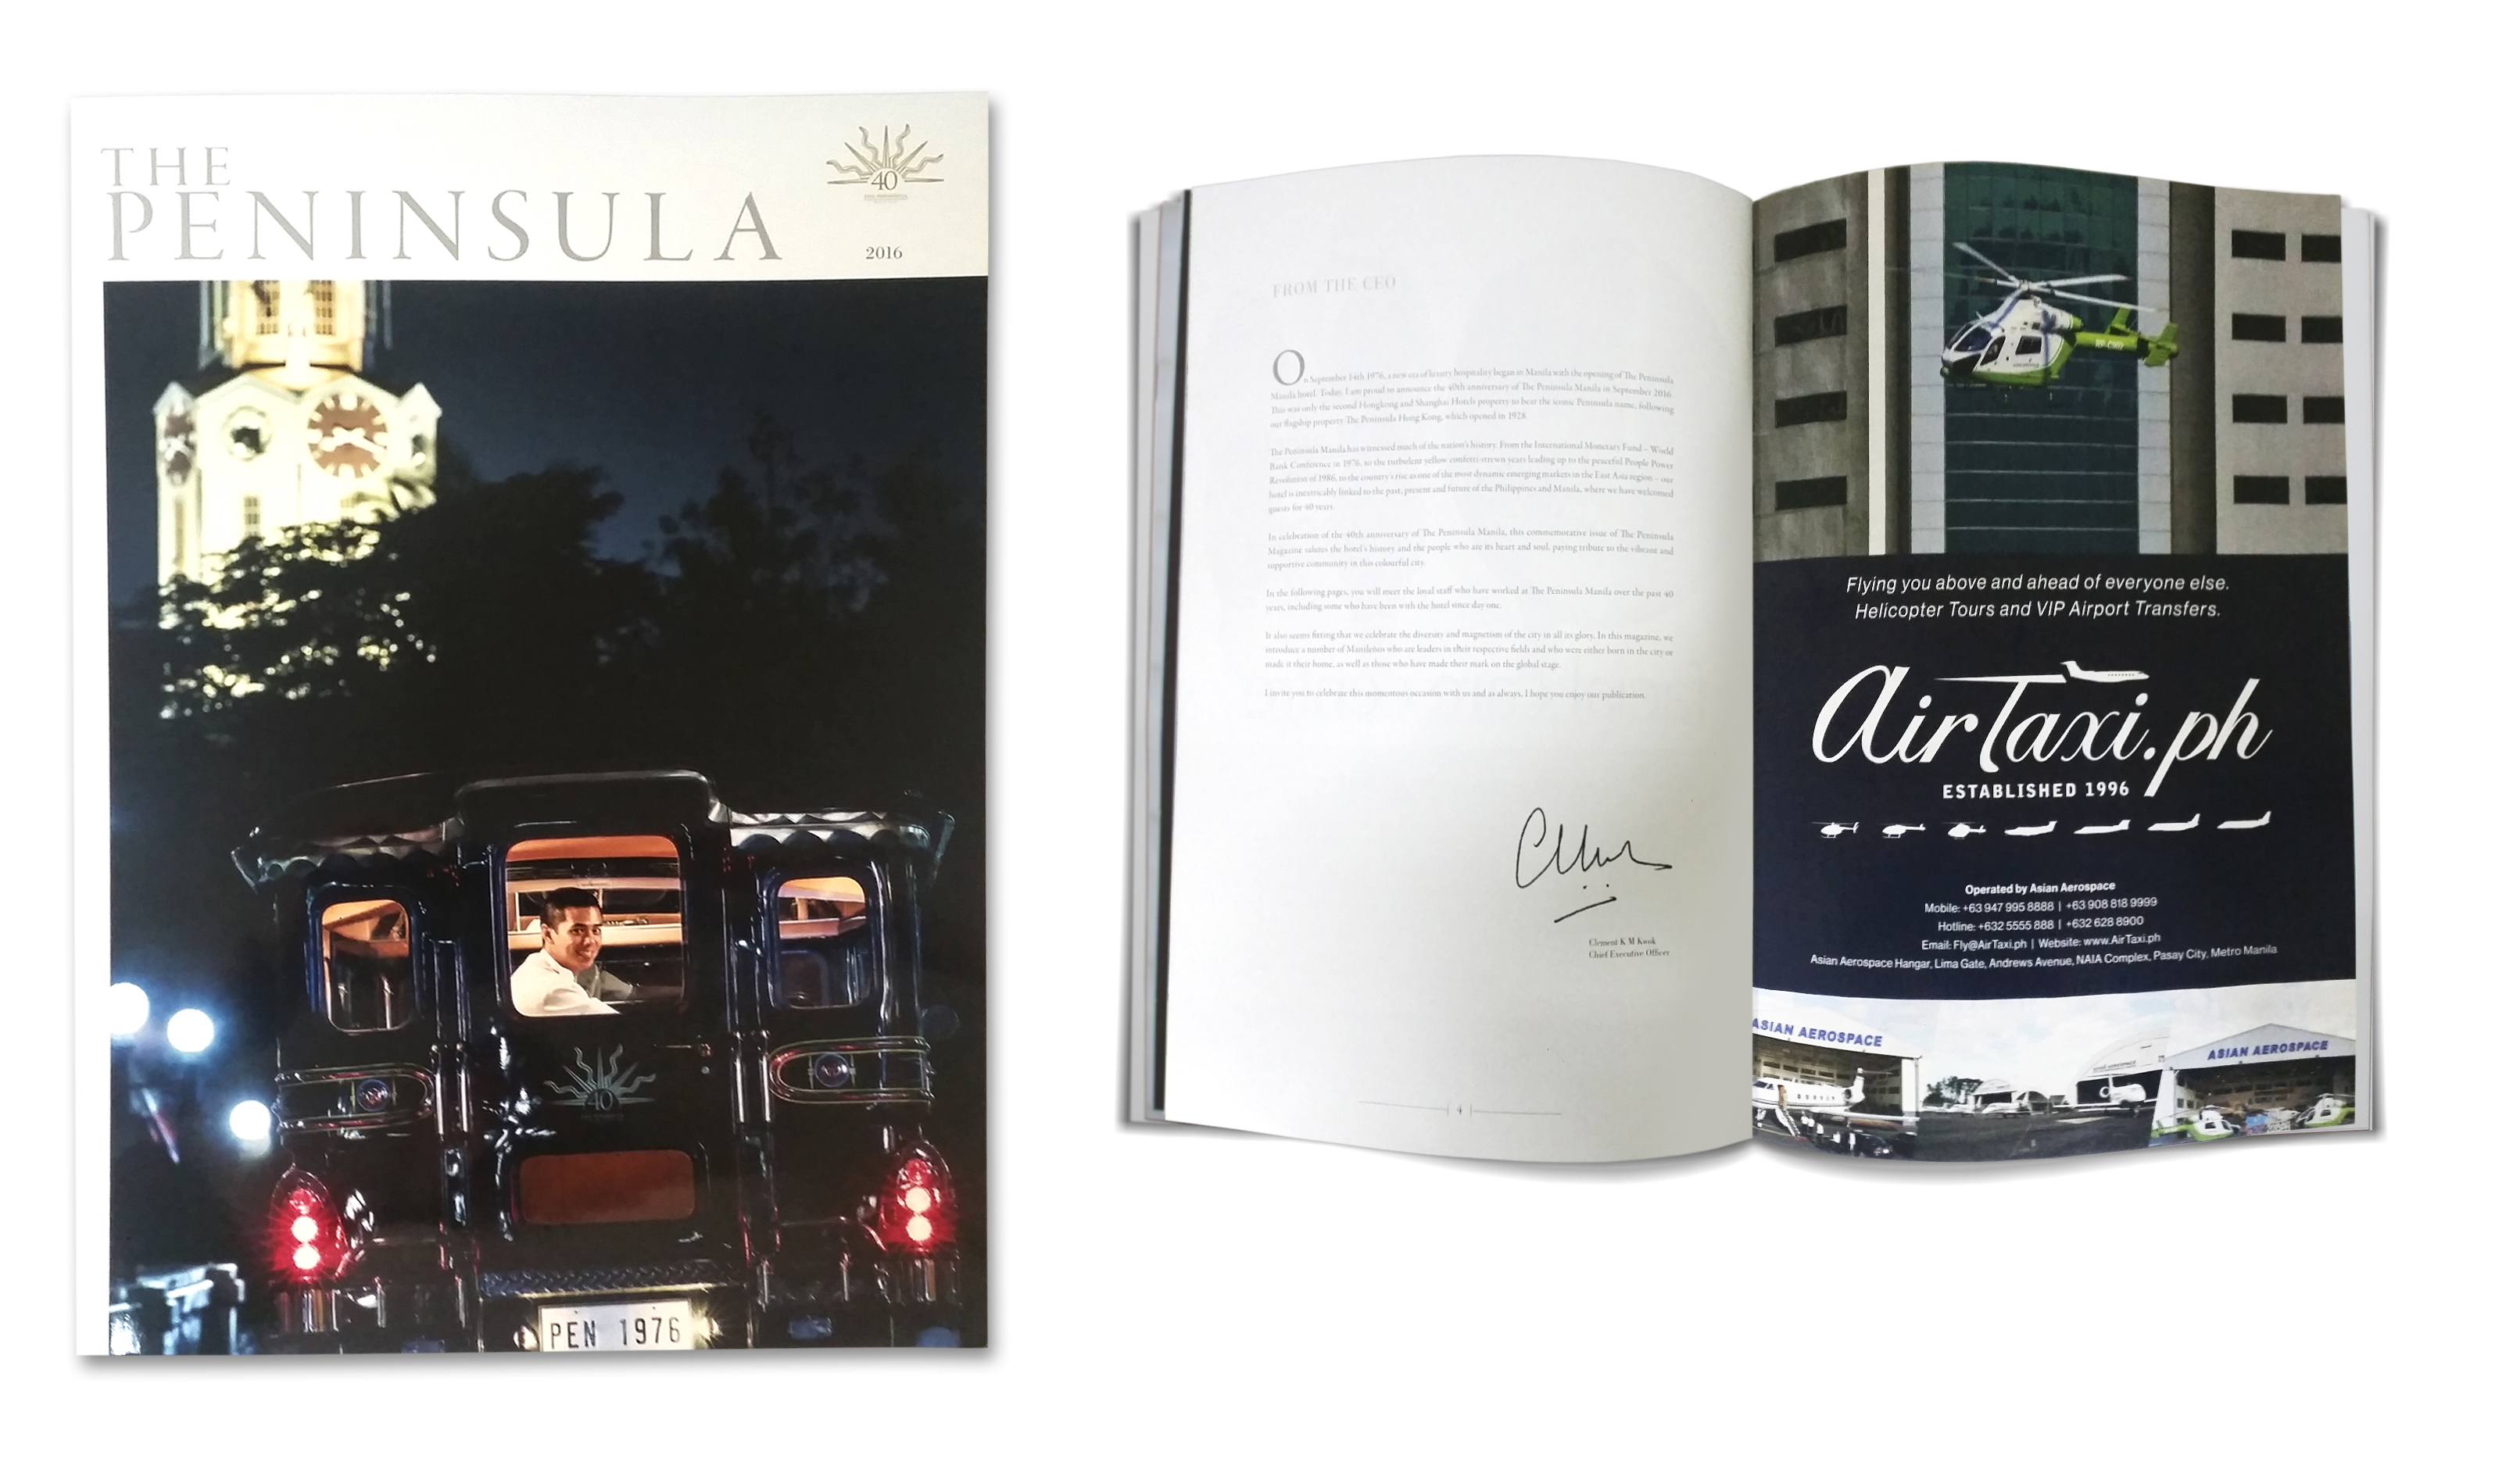 THE
PENINSULA
40
2016
40
PEN 1976
FROM THE CEO
On September 14th 1976, a new era of luxury hospitality began in Manila with the opening of The Peninsula
Manila hotel. Today, I am proud to announce the 40th anniversary of The Peninsula Manila in September 2016.
This was only the second Hongkong and Shanghai Hotels property to bear the iconic Peninsula name, following
our flagship property The Peninsula Hong Kong, which opened in 1928.
The Peninsula Manila has witnessed much of the nation's history. From the International Monetary Fund – World
Bank Conference in 1976, to the turbulent yellow confetti-strewn years leading up to the peaceful People Power
Revolution of 1986, to the country's rise as one of the most dynamic emerging markets in the East Asia region – our
hotel is inextricably linked to the past, present and future of the Philippines and Manila, where we have welcomed
guests for 40 years.
In celebration of the 40th anniversary of The Peninsula Manila, this commemorative issue of The Peninsula
Magazine salutes the hotel's history and the people who are its heart and soul, paying tribute to the vibrant and
supportive community in this colourful city.
In the following pages, you will meet the loyal staff who have worked at The Peninsula Manila over the past 40
years, including some who have been with the hotel since day one.
It also seems fitting that we celebrate the diversity and magnetism of the city in all its glory. In this magazine, we
introduce a number of Manileños who are leaders in their respective fields and who were either born in the city or
made it their home, as well as those who have made their mark on the global stage.
I invite you to celebrate this momentous occasion with us and as always, I hope you enjoy our publication.
Clement K M Kwok
Chief Executive Officer
4
Flying you above and ahead of everyone else.
Helicopter Tours and VIP Airport Transfers.
AirTaxi.ph
ESTABLISHED 1996
Operated by Asian Aerospace
Mobile: +63 947 995 8888 | +63 908 818 9999
Hotline: +632 5555 888 | +632 628 8900
Email: Fly@AirTaxi.ph | Website: www.AirTaxi.ph
Asian Aerospace Hangar, Lima Gate, Andrews Avenue, NAIA Complex, Pasay City, Metro Manila
ASIAN AEROSPACE
ASIAN AEROSPACE